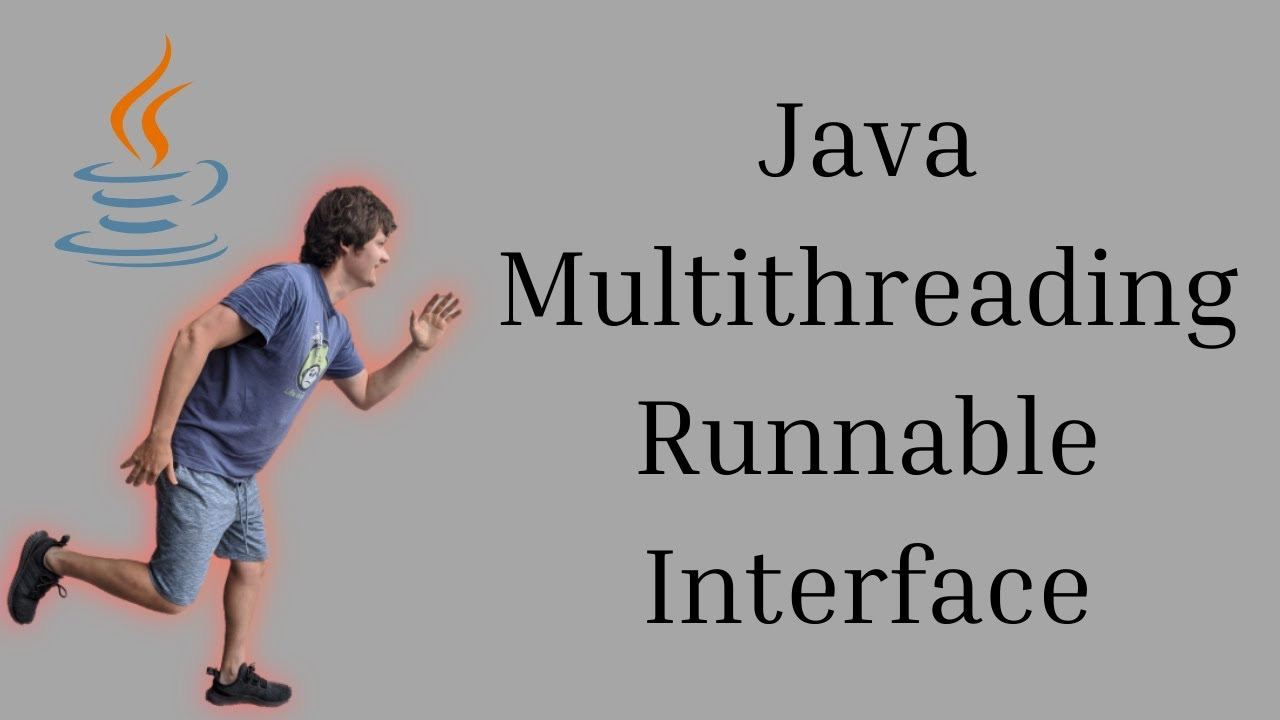 Java
Multithreading
Runnable
Interface